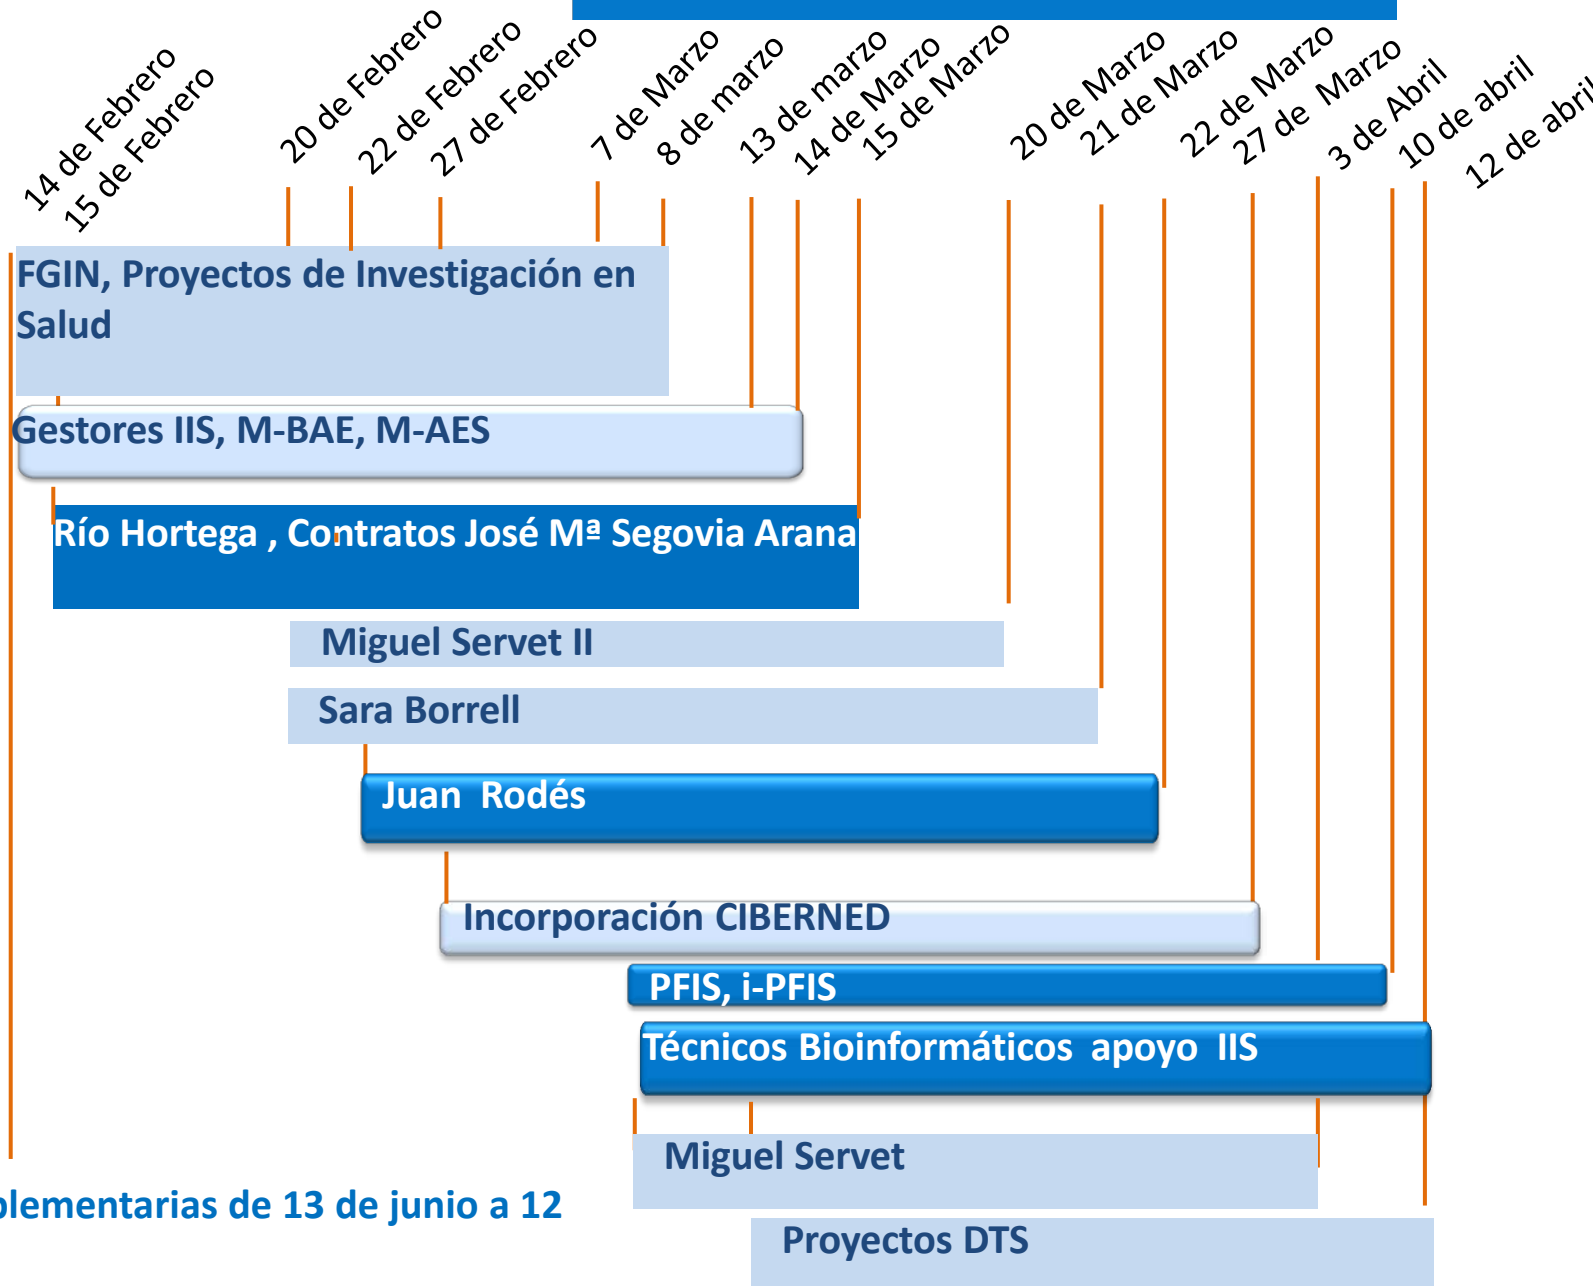 14 de Febrero
15 de Febrero
20 de Febrero
22 de Febrero
27 de Febrero
7 de Marzo
8 de marzo
13 de marzo
14 de Marzo
15 de Marzo
20 de Marzo
21 de Marzo
22 de Marzo
27 de Marzo
3 de Abril
10 de abril
12 de abril
FGIN, Proyectos de Investigación en
Salud
Gestores IIS, M-BAE, M-AES
Río Hortega , Contratos José Mª Segovia Arana
Miguel Servet II
Sara Borrell
Juan Rodés
Incorporación CIBERNED
PFIS, i-PFIS
Técnicos Bioinformáticos apoyo IIS
Miguel Servet
plementarias de 13 de junio a 12
Proyectos DTS